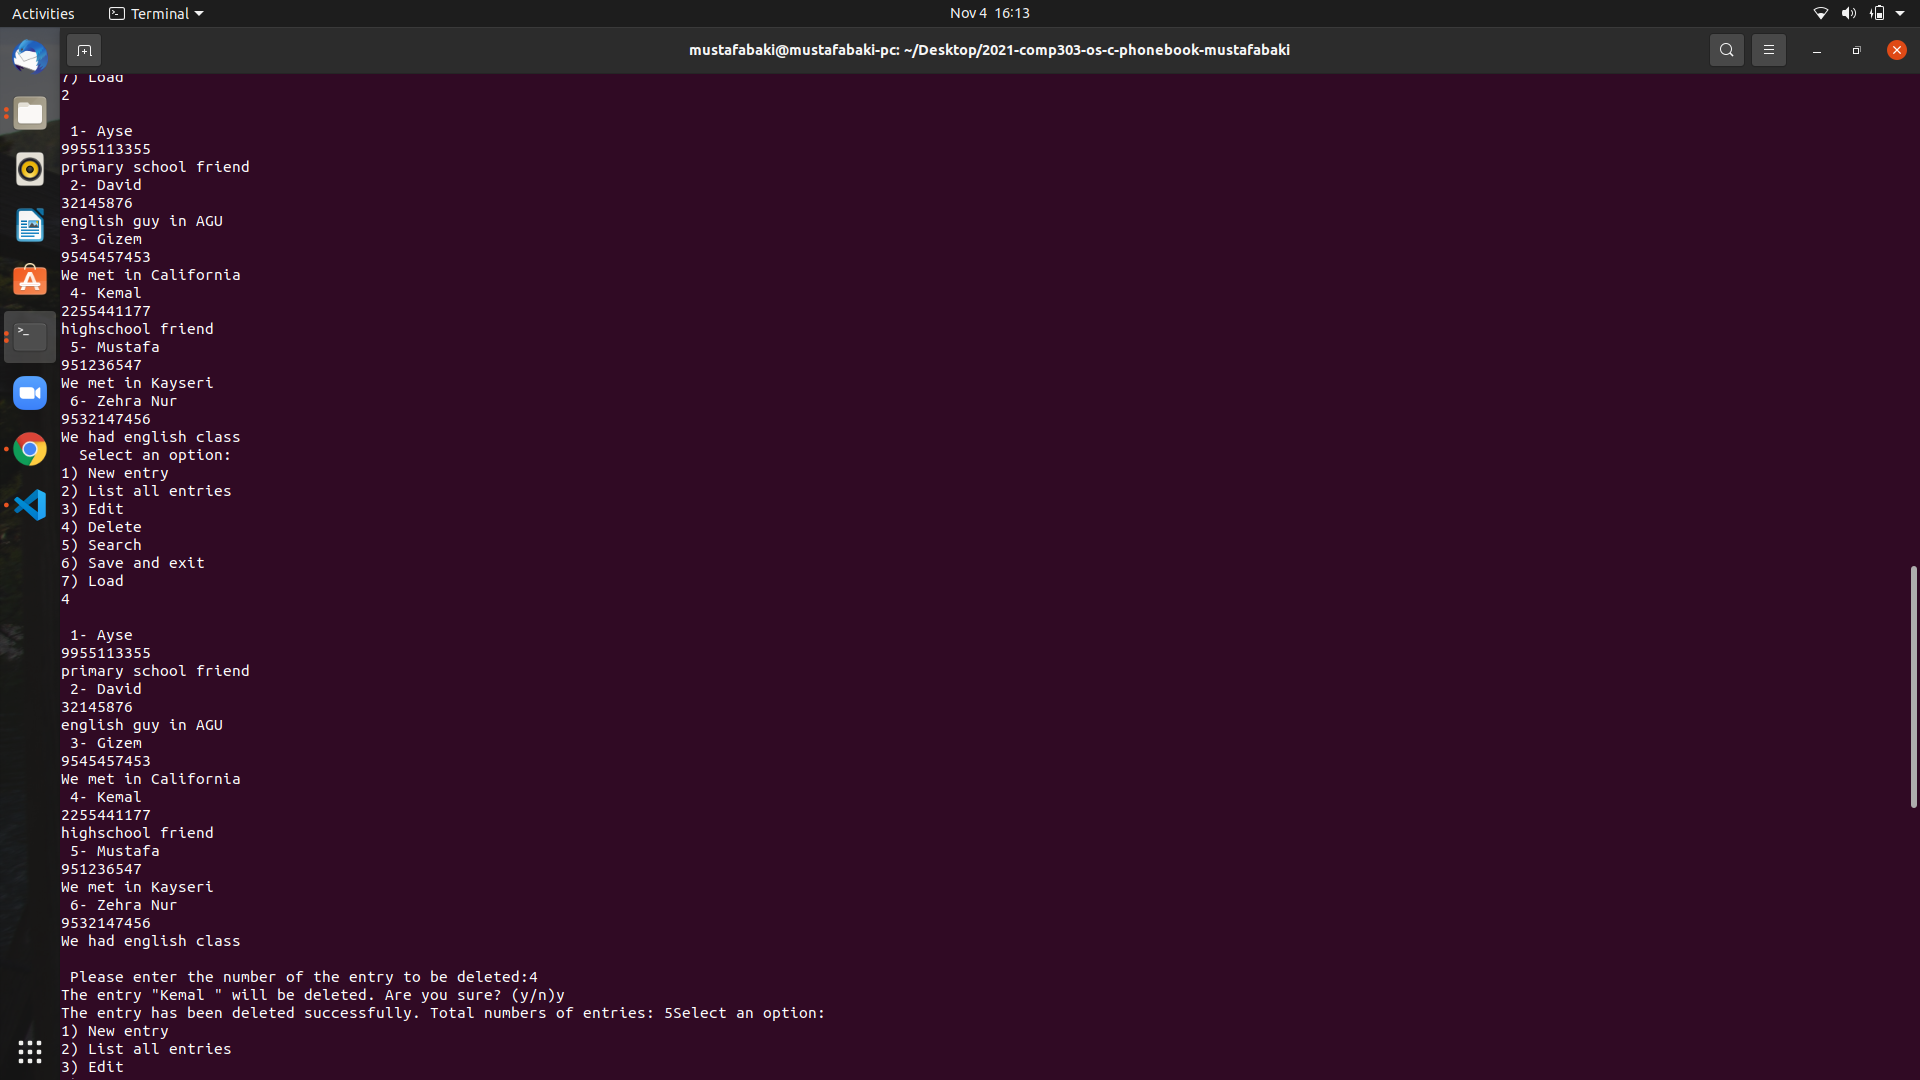 Activities
Terminal
Nov 4 16:13
mustafabaki@mustafabaki-pc: ~/Desktop/2021-comp303-os-c-phonebook-mustafabaki
7) Load
2
1- Ayse
9955113355
primary school friend
2- David
32145876
english guy in AGU
3- Gizem
9545457453
We met in California
4- Kemal
2255441177
highschool friend
5- Mustafa
951236547
We met in Kayseri
6- Zehra Nur
9532147456
We had english class
Select an option:
1) New entry
2) List all entries
3) Edit
4) Delete
5) Search
6) Save and exit
7) Load
4
1- Ayse
9955113355
primary school friend
2- David
32145876
english guy in AGU
3- Gizem
9545457453
We met in California
4- Kemal
2255441177
highschool friend
5- Mustafa
951236547
We met in Kayseri
6- Zehra Nur
9532147456
We had english class
Please enter the number of the entry to be deleted:4
The entry "Kemal " will be deleted. Are you sure? (y/n)y
The entry has been deleted successfully. Total numbers of entries: 5Select an option:
1) New entry
2) List all entries
3) Edit